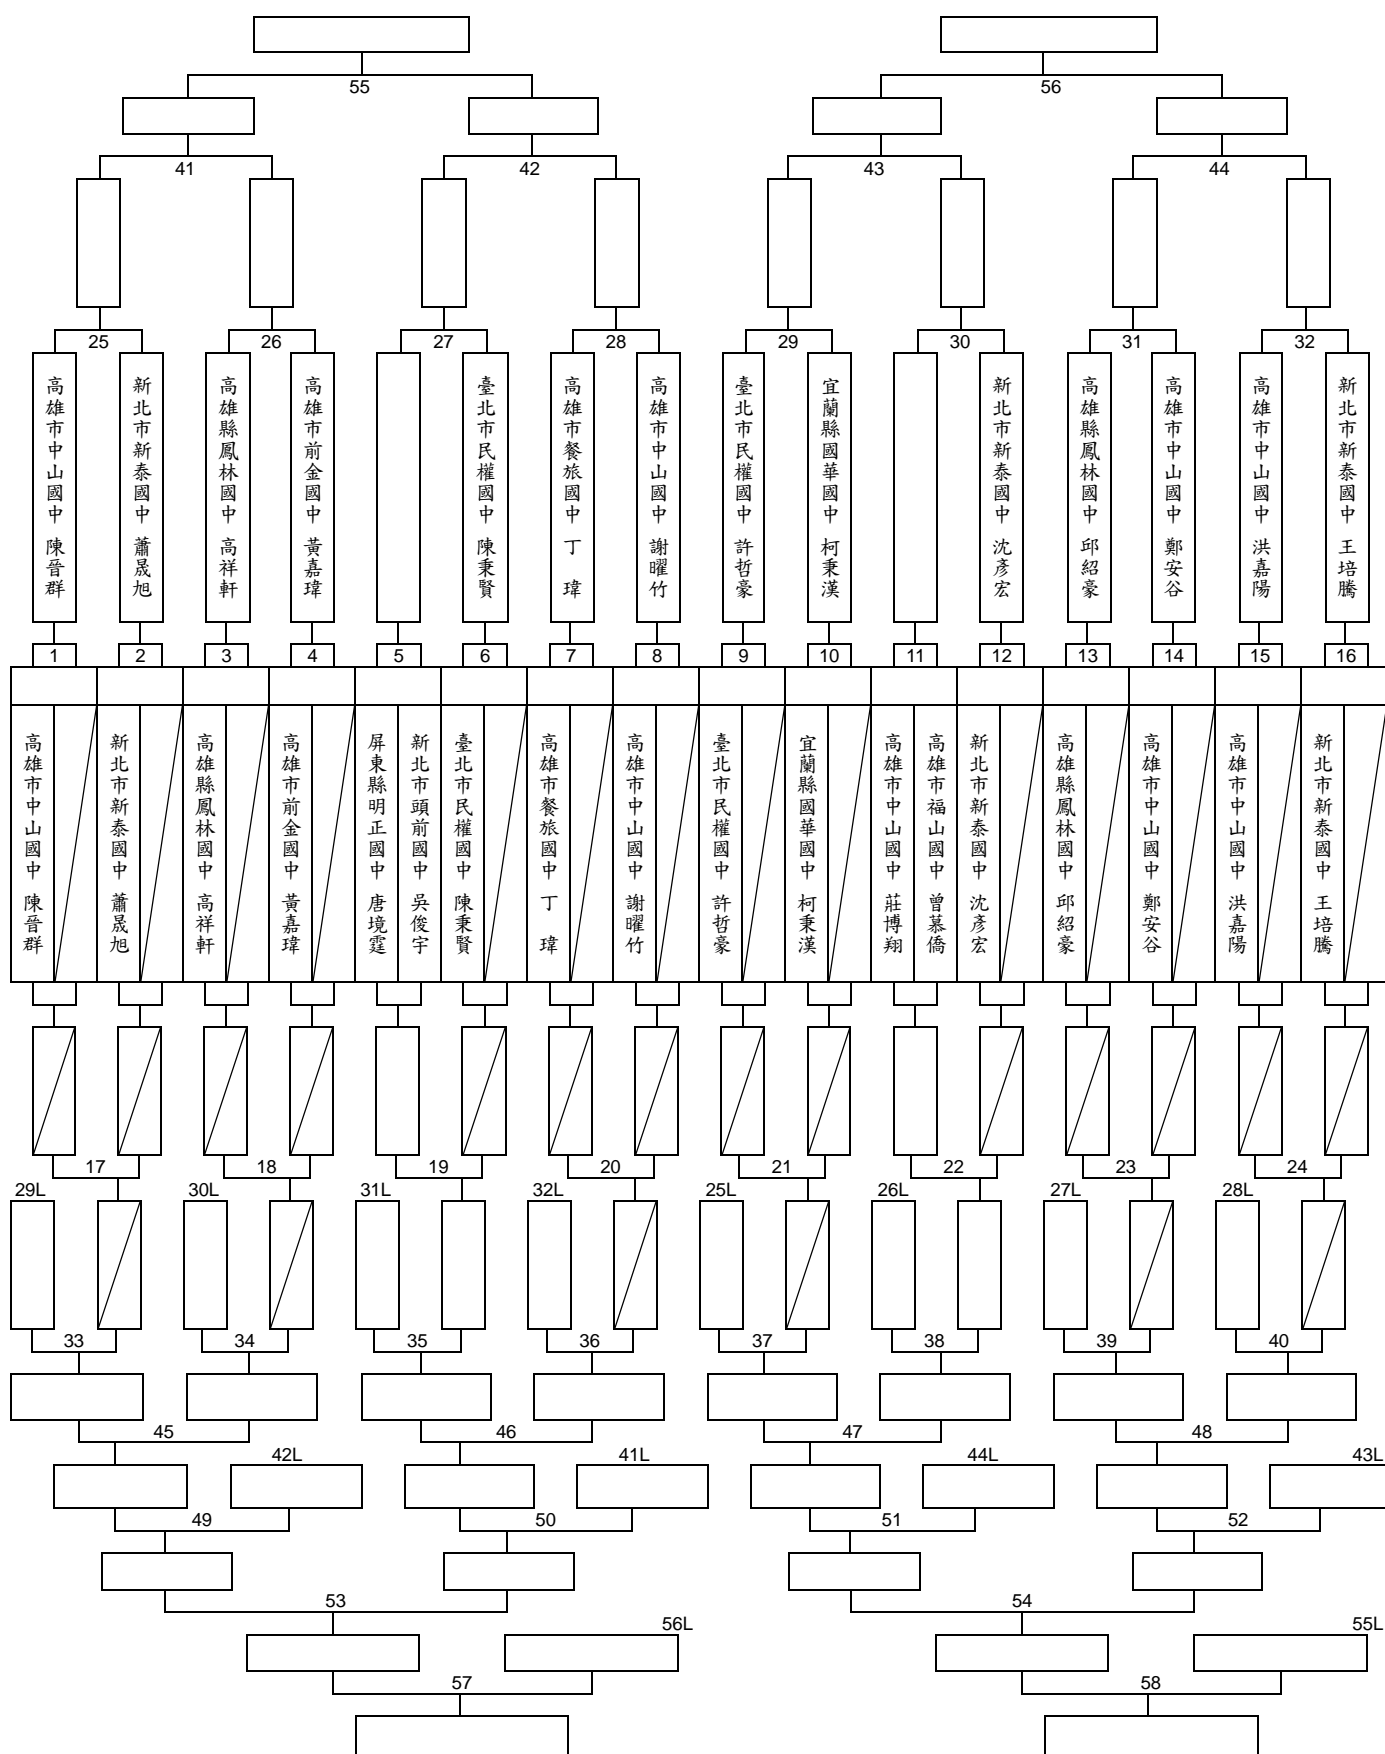 55
56
41
42
43
44
25
26
27
28
29
30
31
32
高雄市中山國中 陳晉群
新北市新泰國中 蕭晟旭
高雄縣鳳林國中 高祥軒
高雄市前金國中 黃嘉瑋
臺北市民權國中 陳秉賢
高雄市餐旅國中 丁 瑋
高雄市中山國中 謝曜竹
臺北市民權國中 許哲豪
宜蘭縣國華國中 柯秉漢
新北市新泰國中 沈彥宏
高雄縣鳳林國中 邱紹豪
高雄市中山國中 鄭安谷
高雄市中山國中 洪嘉陽
新北市新泰國中 王培騰
1
2
3
4
5
6
7
8
9
10
11
12
13
14
15
16
高雄市中山國中 陳晉群
新北市新泰國中 蕭晟旭
高雄縣鳳林國中 高祥軒
高雄市前金國中 黃嘉瑋
屏東縣明正國中 唐境霆
新北市頭前國中 吳俊宇
臺北市民權國中 陳秉賢
高雄市餐旅國中 丁 瑋
高雄市中山國中 謝曜竹
臺北市民權國中 許哲豪
宜蘭縣國華國中 柯秉漢
高雄市中山國中 莊博翔
高雄市福山國中 曾慕僑
新北市新泰國中 沈彥宏
高雄縣鳳林國中 邱紹豪
高雄市中山國中 鄭安谷
高雄市中山國中 洪嘉陽
新北市新泰國中 王培騰
17
18
19
20
21
22
23
24
29L
30L
31L
32L
25L
26L
27L
28L
33
34
35
36
37
38
39
40
45
46
47
48
42L
41L
44L
43L
49
50
51
52
53
54
56L
55L
57
58